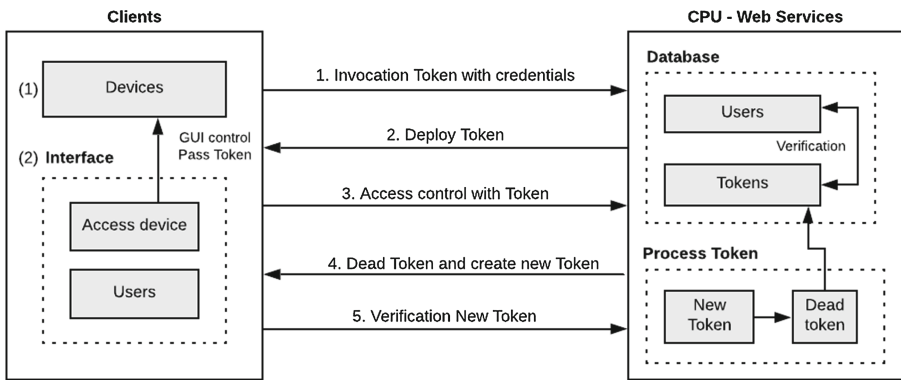 Clients
CPU - Web Services
(1)
Devices
GUI control
Pass Token
(2) Interface
Access device
Users
1. Invocation Token with credentials
2. Deploy Token
3. Access control with Token
4. Dead Token and create new Token
5. Verification New Token
Database
Users
Verification
Tokens
Process Token
New
Token
Dead
token